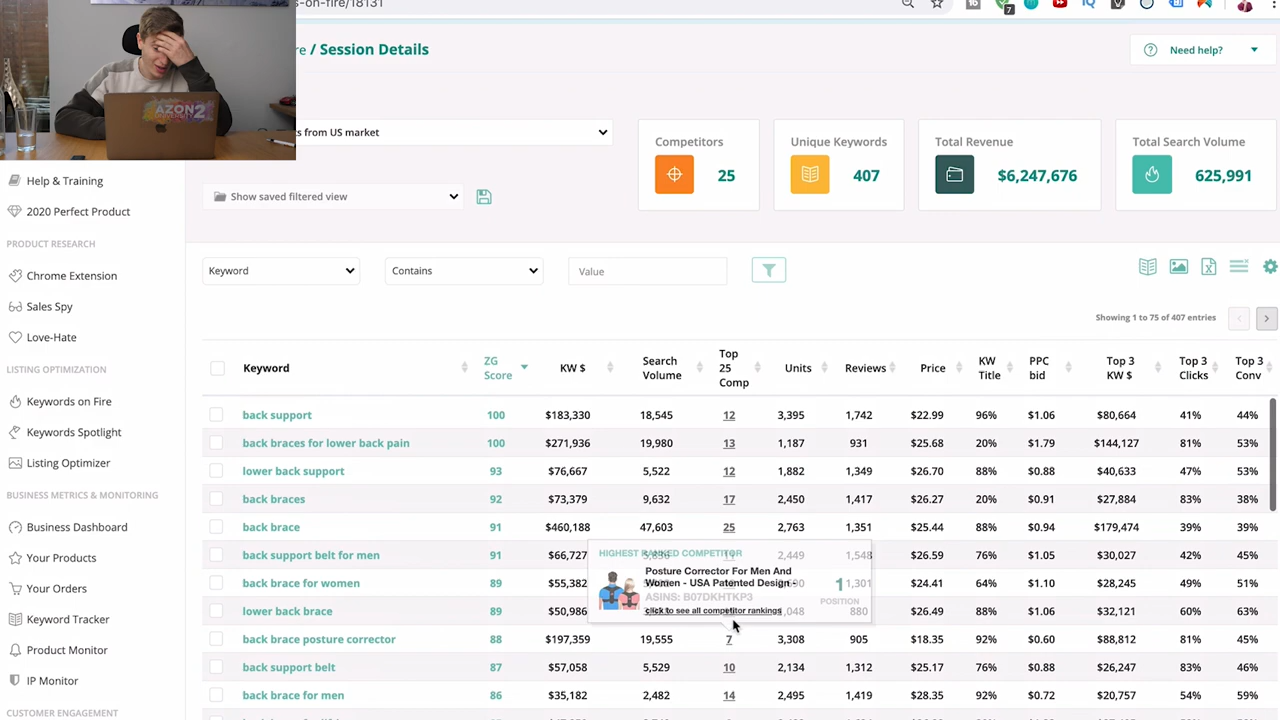 s-on-fire/18131
re / Session Details
Need help?
AZON
s from US market
Show saved filtered view
Competitors
25
Unique Keywords
407
Total Revenue
$6,247,676
Total Search Volume
625,991
Help & Training
2020 Perfect Product
PRODUCT RESEARCH
Chrome Extension
Sales Spy
Love-Hate
LISTING OPTIMIZATION
Keywords on Fire
Keywords Spotlight
Listing Optimizer
BUSINESS METRICS & MONITORING
Business Dashboard
Your Products
Your Orders
Keyword Tracker
Product Monitor
IP Monitor
CUSTOMER ENGAGEMENT
Keyword
Contains
Value
Showing 1 to 75 of 407 entries
Keyword ZG Score KW $ Search Volume Top 25 Comp Units Reviews Price KW Title PPC bid Top 3 KW $ Top 3 Clicks Top 3 Conv
back support 100 $183,330 18,545 12 3,395 1,742 $22.99 96% $1.06 $80,664 41% 44%
back braces for lower back pain 100 $271,936 19,980 13 1,187 931 $25.68 20% $1.79 $144,127 81% 53%
lower back support 93 $76,667 5,522 12 1,882 1,349 $26.70 88% $0.88 $40,633 47% 53%
back braces 92 $73,379 9,632 17 2,450 1,417 $26.27 20% $0.91 $27,884 83% 38%
back brace 91 $460,188 47,603 25 2,763 1,351 $25.44 88% $0.94 $179,474 39% 39%
back support belt for men 91 $66,727 2,449 1,548 $26.59 76% $1.05 $30,027 42% 45%
back brace for women 89 $55,382 1,301 $24.41 64% $1.10 $28,245 49% 51%
lower back brace 89 $50,986 880 $26.49 88% $1.06 $32,121 60% 63%
HIGHEST RANKED COMPETITOR
Posture Corrector For Men And
Women - USA Patented Design -
ASINS: B07DKHTKP3
click to see all competitor rankings
1
POSITION
back brace posture corrector 88 $197,359 19,555 7 3,308 905 $18.35 92% $0.60 $88,812 81% 45%
back support belt 87 $57,058 5,529 10 2,134 1,312 $25.17 76% $0.88 $26,247 83% 46%
back brace for men 86 $35,182 2,482 14 2,495 1,419 $28.35 92% $0.72 $20,757 54% 59%